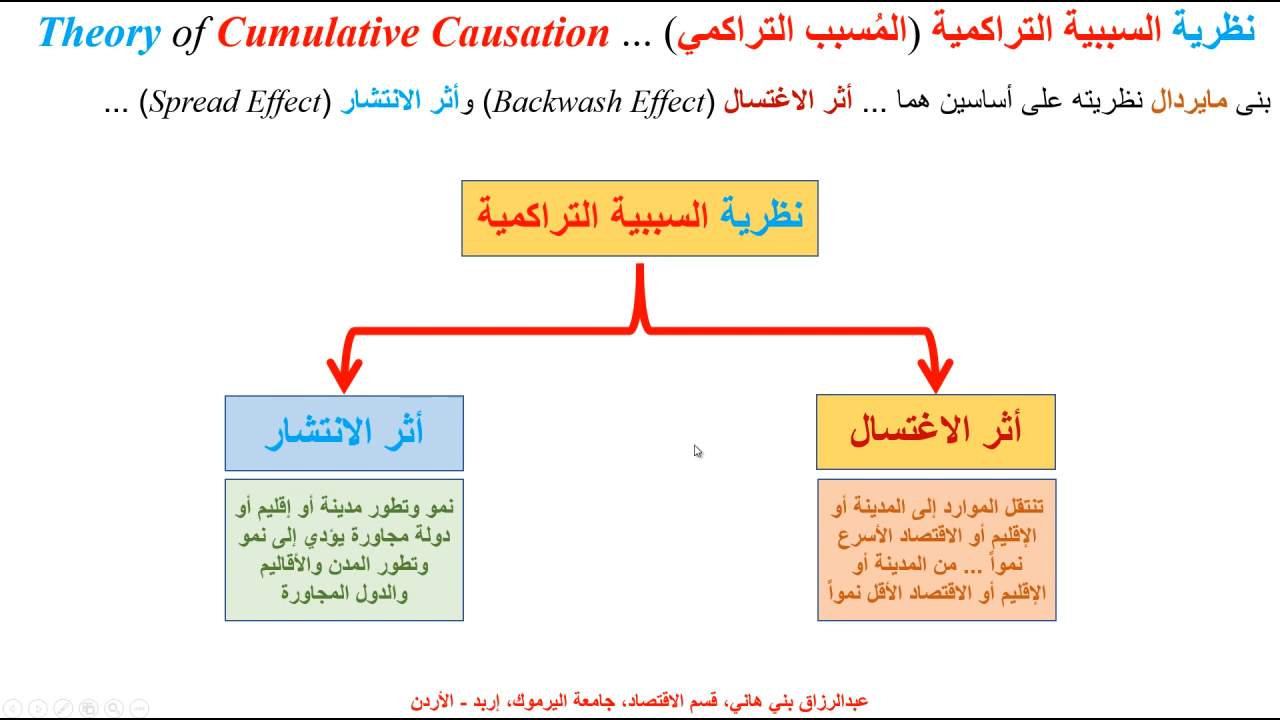 نظرية السببية التراكمية (المُسبب التراكمي) ... Theory of Cumulative Causation
بنى مايردال نظريته على أساسين هما ... أثر الاغتسال (Backwash Effect) وأثر الانتشار (Spread Effect) ...
نظرية السببية التراكمية
أثر الاغتسال
تنتقل الموارد إلى المدينة أو
الإقليم أو الاقتصاد الأسرع
نمواً ... من المدينة أو
الإقليم أو الاقتصاد الأقل نمواً
أثر الانتشار
نمو وتطور مدينة أو إقليم أو
دولة مجاورة يؤدي إلى نمو
وتطور المدن والأقاليم
والدول المجاورة
عبدالرزاق بني هاني، قسم الاقتصاد، جامعة اليرموك، إربد - الأردن